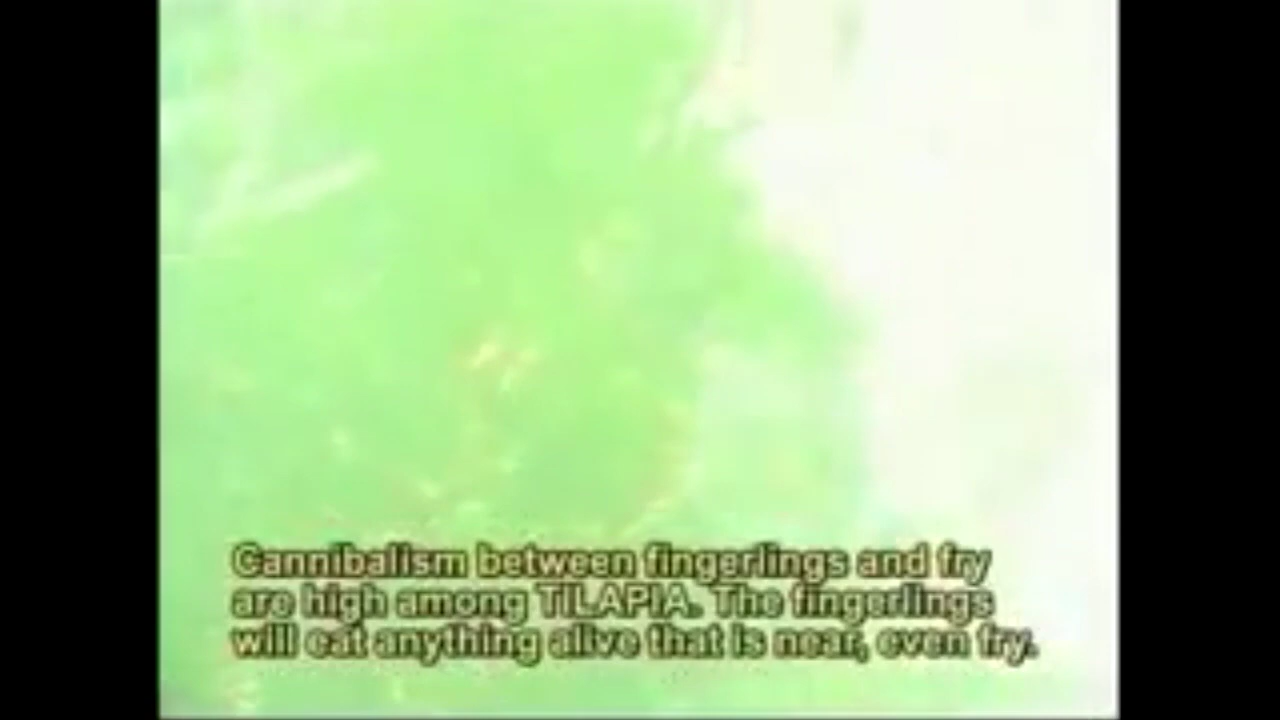 Cannibalism between fingerlings and fry
are high among TILAPIA. The fingerlings
will eat anything alive that is near, even fry.